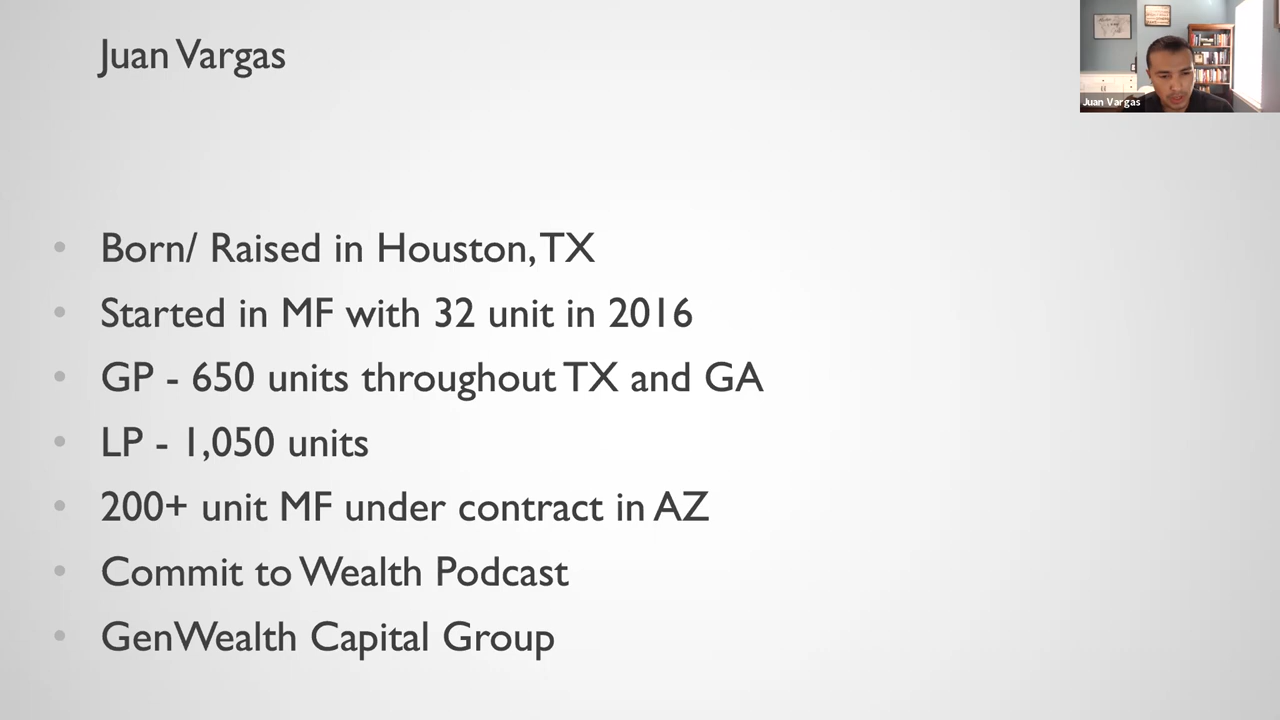 Juan Vargas
Juan Vargas
Born/ Raised in Houston, TX
Started in MF with 32 unit in 2016
GP - 650 units throughout TX and GA
LP - 1,050 units
200+ unit MF under contract in AZ
Commit to Wealth Podcast
GenWealth Capital Group